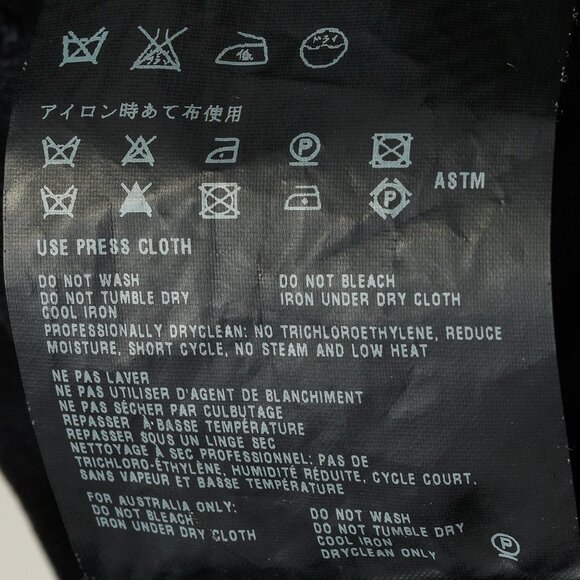 低 ドライ
アイロン時あて布使用
P
ASTM
P
USE PRESS CLOTH
DO NOT WASH DO NOT BLEACH
DO NOT TUMBLE DRY IRON UNDER DRY CLOTH
COOL IRON
PROFESSIONALLY DRYCLEAN: NO TRICHLOROETHYLENE, REDUCE
MOISTURE, SHORT CYCLE, NO STEAM AND LOW HEAT
NE PAS LAVER
NE PAS UTILISER D'AGENT DE BLANCHIMENT
NE PAS SÉCHER PAR CULBUTAGE
REPASSER À BASSE TEMPÉRATURE
REPASSER SOUS UN LINGE SEC
NETTOYAGE À SEC PROFESSIONNEL: PAS DE
TRICHLORO-ÉTHYLÈNE, HUMIDITÉ RÉDUITE, CYCLE COURT.
SANS VAPEUR ET BASSE TEMPÉRATURE
FOR AUSTRALIA ONLY:
DO NOT BLEACH DO NOT WASH
IRON UNDER DRY CLOTH DO NOT TUMBLE DRY
COOL IRON
DRYCLEAN ONLY P